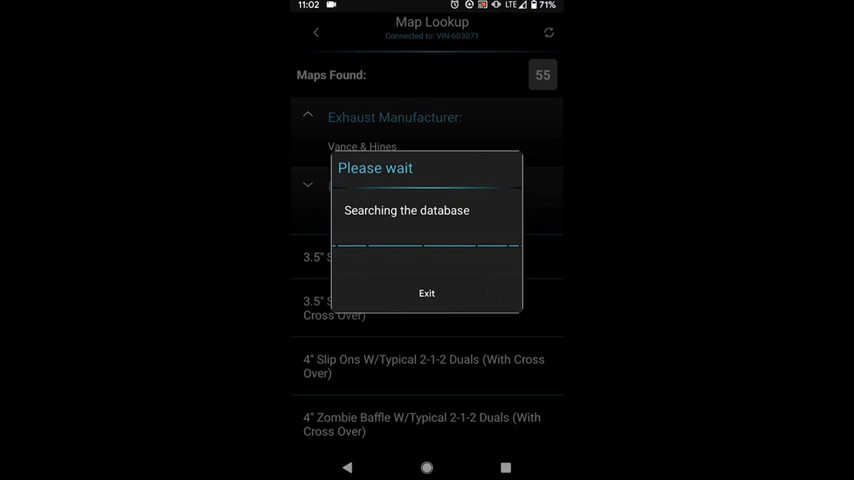 11:02 LTE 71%
Map Lookup
Connected to: VIN-603071
Maps Found: 55
Exhaust Manufacturer:
Vance & Hines
Please wait
Searching the database
Exit
3.5" S
3.5" S
Cross Over)
4" Slip Ons W/Typical 2-1-2 Duals (With Cross
Over)
4" Zombie Baffle W/Typical 2-1-2 Duals (With
Cross Over)